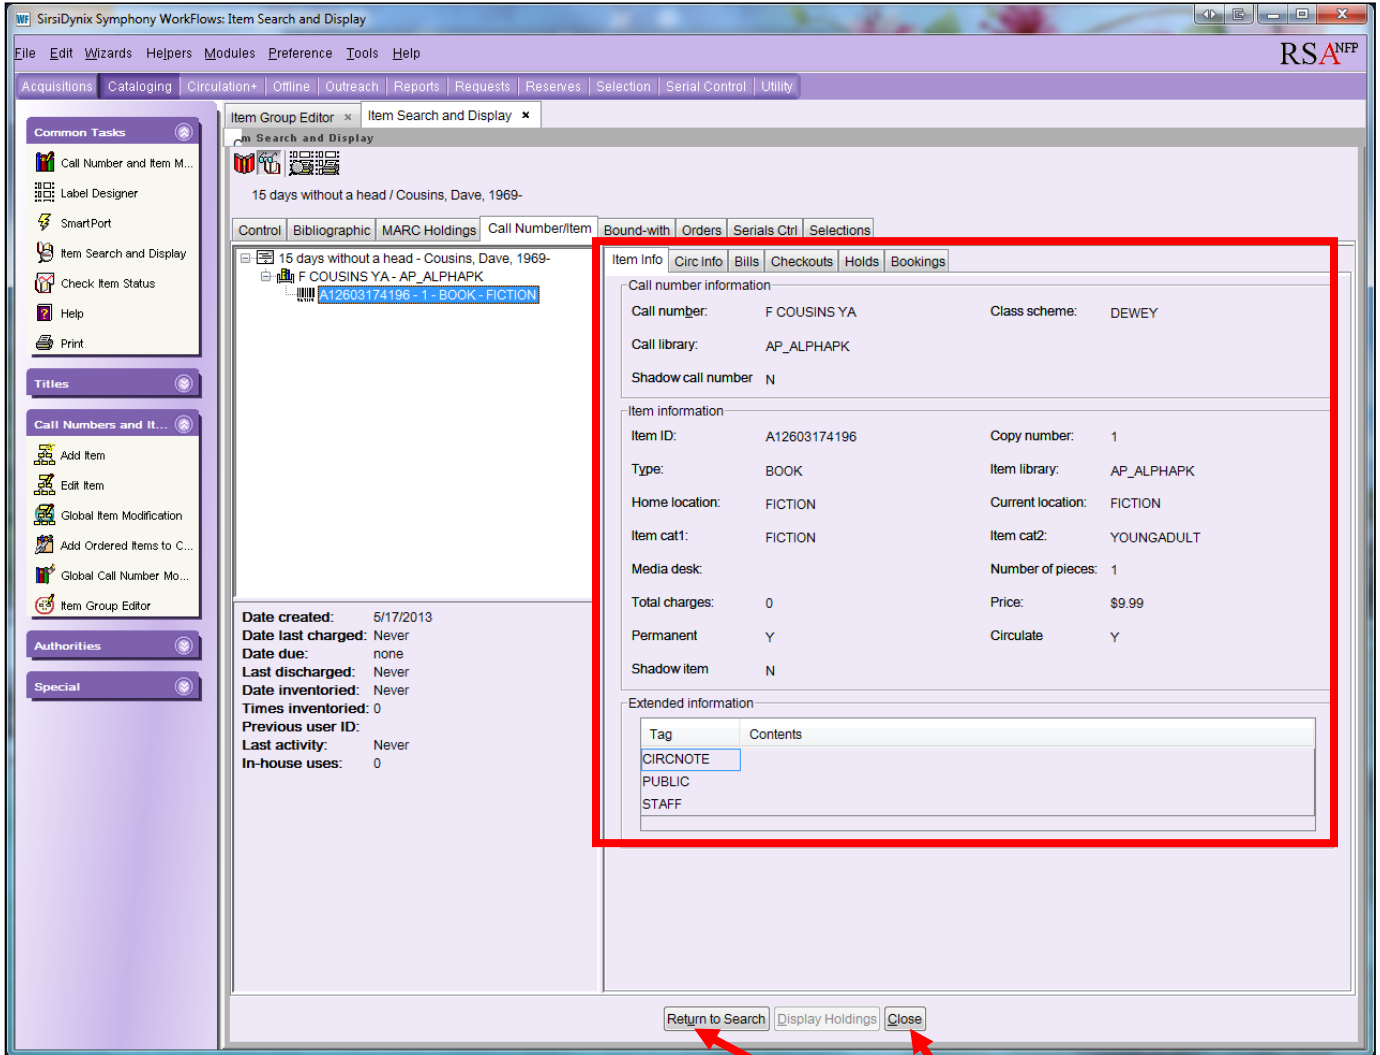 WF SirsiDynix Symphony WorkFlows: Item Search and Display
File Edit Wizards Helpers Modules Preference Tools Help
RSANFP
Acquisitions Cataloging Circulation+ Offline Outreach Reports Requests Reserves Selection Serial Control Utility
Item Group Editor × Item Search and Display ×
m Search and Display
Common Tasks
Call Number and Item M...
Label Designer
SmartPort
Item Search and Display
Check Item Status
Help
Print
Titles
Call Numbers and It...
Add Item
Edit Item
Global Item Modification
Add Ordered Items to C...
Global Call Number Mo...
Item Group Editor
Authorities
Special
15 days without a head / Cousins, Dave, 1969-
Control Bibliographic MARC Holdings Call Number/Item Bound-with Orders Serials Ctrl Selections
15 days without a head - Cousins, Dave, 1969-
F COUSINS YA - AP_ALPHAPK
A12603174196 - 1 - BOOK - FICTION
Date created: 5/17/2013
Date last charged: Never
Date due: none
Last discharged: Never
Date inventoried: Never
Times inventoried: 0
Previous user ID:
Last activity: Never
In-house uses: 0
Item Info Circ Info Bills Checkouts Holds Bookings
Call number information
Call number: F COUSINS YA Class scheme: DEWEY
Call library: AP_ALPHAPK
Shadow call number N
Item information
Item ID: A12603174196 Copy number: 1
Type: BOOK Item library: AP_ALPHAPK
Home location: FICTION Current location: FICTION
Item cat1: FICTION Item cat2: YOUNGADULT
Media desk: Number of pieces: 1
Total charges: 0 Price: $9.99
Permanent Y Circulate Y
Shadow item N
Extended information
Tag Contents
CIRCNOTE
PUBLIC
STAFF
Return to Search Display Holdings Close